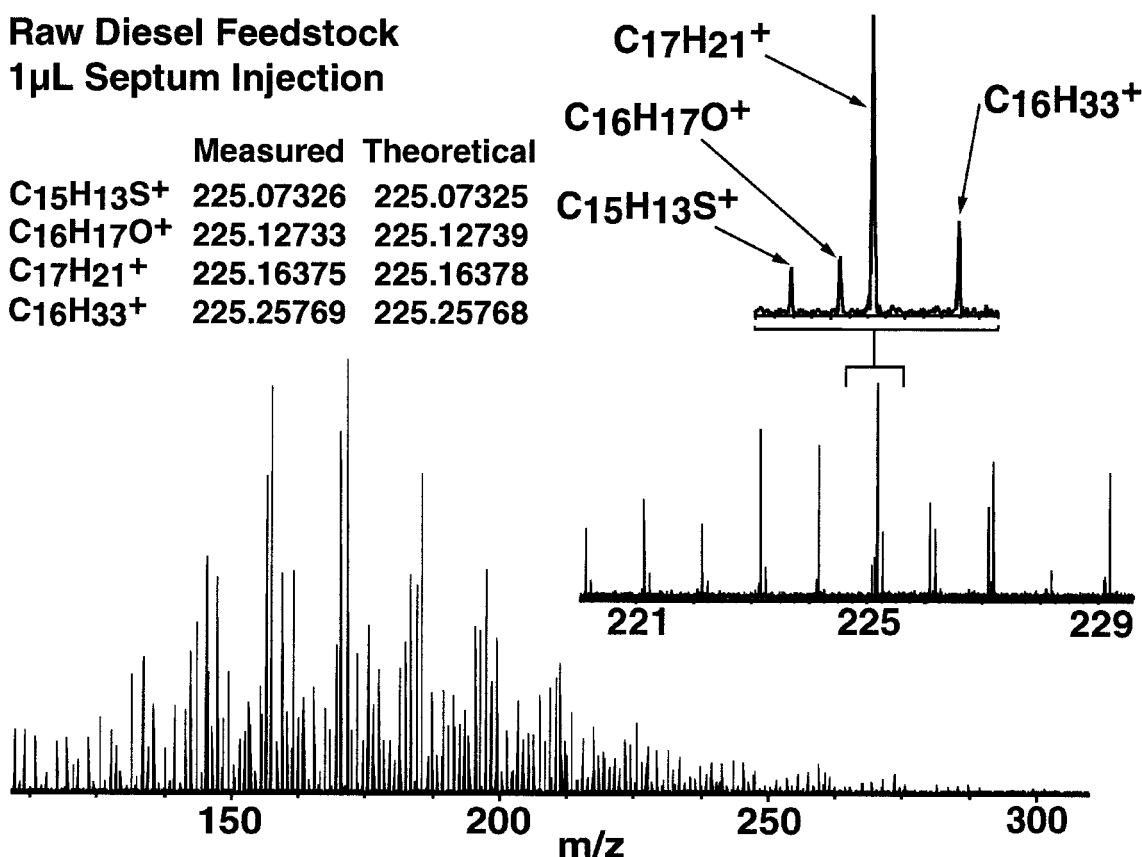 Raw Diesel Feedstock
1µL Septum Injection
Measured Theoretical
C15H13S+ 225.07326 225.07325
C16H17O+ 225.12733 225.12739
C17H21+ 225.16375 225.16378
C16H33+ 225.25769 225.25768
C17H21+
C16H33+
C16H17O+
C15H13S+
221 225 229
150 200 250 300
m/z